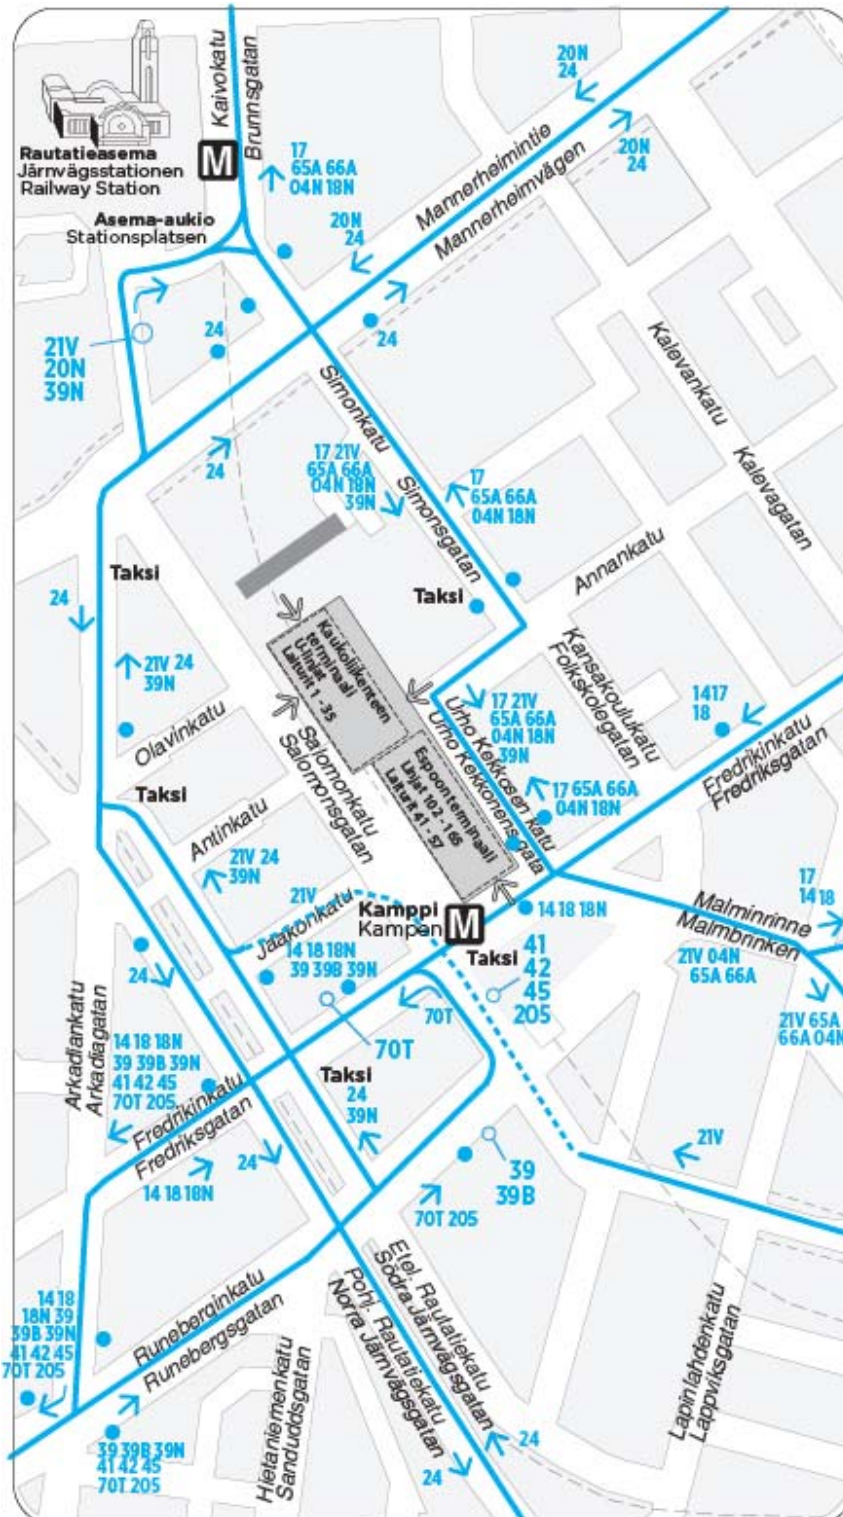 Kaivokatu
Brunnsgatan
Rautatieasema
Järnvägsstationen
Railway Station
M
17
65A 66A
04N 18N
20N
24
Mannerheimintie
Mannerheimvägen
20N
24
Asema-aukio
Stationsplatsen
20N
24
21V
20N
39N
24
24
24
Simonkatu
Simonsgatan
17 21V
65A 66A
04N 18N
39N
17
65A 66A
04N 18N
Kalevankatu
Kalevagatan
Annankatu
Taksi
Taksi
24
21V 24
39N
Kaukoliikenteen
terminaali
U-linjat
Laiturit 1 - 35
Kansakoulukatu
Folkskolegatan
1417
18
Fredrikinkatu
Fredriksgatan
Olavinkatu
Salomonkatu
Salomonsgatan
Espoon terminaali
Linjat 102 - 165
Laiturit 41 - 57
Urho Kekkosen katu
Urho Kekkonensgata
17 21V
65A 66A
04N 18N
39N
17 65A 66A
04N 18N
Taksi
Antinkatu
21V 24
39N
21V
Jaakonkatu
Kamppi
Kampen
M
14 18 18N
Malminrinne
Malmbrinken
17
14 18
21V 04N
65A 66A
21V 65A
66A 04N
Taksi
41
42
45
205
14 18 18N
39 39B 39N
24
70T
70T
Arkadiankatu
Arkadiagatan
14 18 18N
39 39B 39N
41 42 45
70T 205
Fredrikinkatu
Fredriksgatan
Taksi
24
39N
24
14 18 18N
39
39B
70T 205
21V
14 18
18N 39
39B 39N
41 42 45
70T 205
Runeberginkatu
Runebergsgatan
Etel. Rautatiekatu
Södra Järnvägsgatan
Pohj. Rautatiekatu
Norra Järnvägsgatan
Lapinlahdenkatu
Lappviksgatan
Hietaniemenkatu
Sanduddsgatan
39 39B 39N
41 42 45
70T 205
24
24